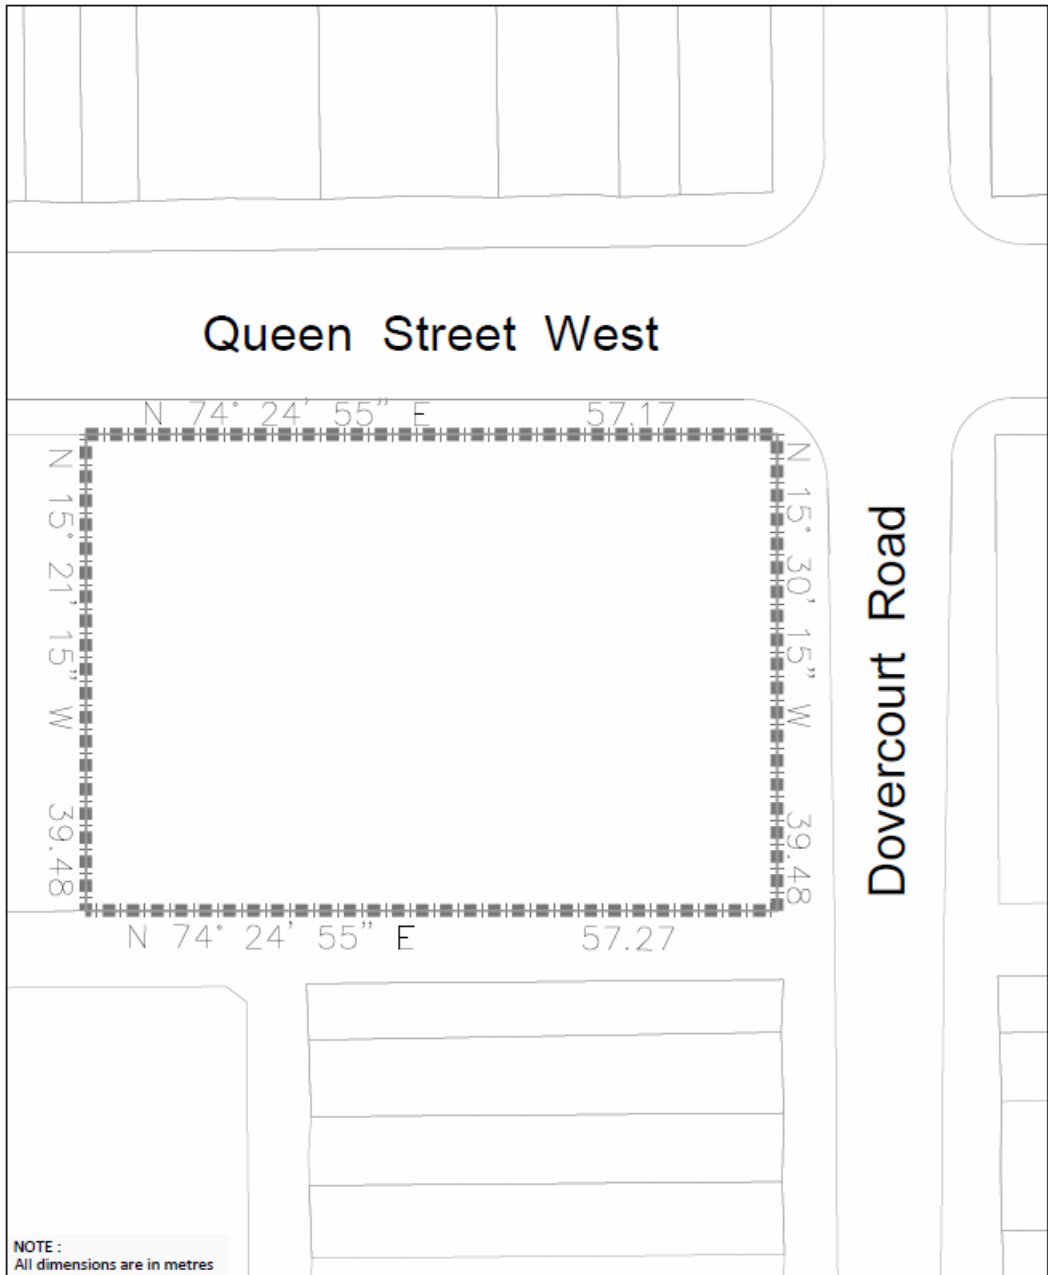 Queen Street West
N 74° 24' 55" E 57.17
N 15° 21' 15" W 39.48
N 15° 30' 15" W 39.48
Dovercourt Road
N 74° 24' 55" E 57.27
NOTE :
All dimensions are in metres